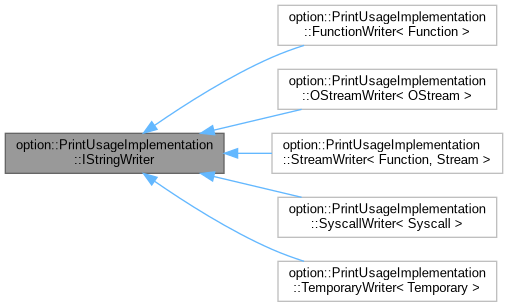 option::PrintUsageImplementation
::FunctionWriter< Function >
option::PrintUsageImplementation
::OStreamWriter< OStream >
option::PrintUsageImplementation
::IStringWriter
option::PrintUsageImplementation
::StreamWriter< Function, Stream >
option::PrintUsageImplementation
::SyscallWriter< Syscall >
option::PrintUsageImplementation
::TemporaryWriter< Temporary >